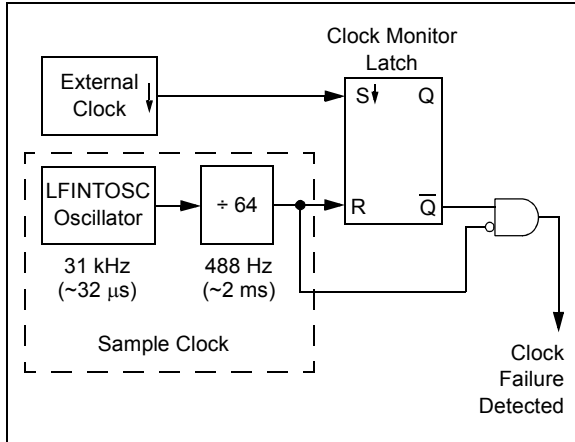 Clock Monitor
Latch
External
Clock
S
Q
LFINTOSC
Oscillator
÷ 64
R
Q̅
31 kHz
(~32 μs)
488 Hz
(~2 ms)
Sample Clock
Clock
Failure
Detected